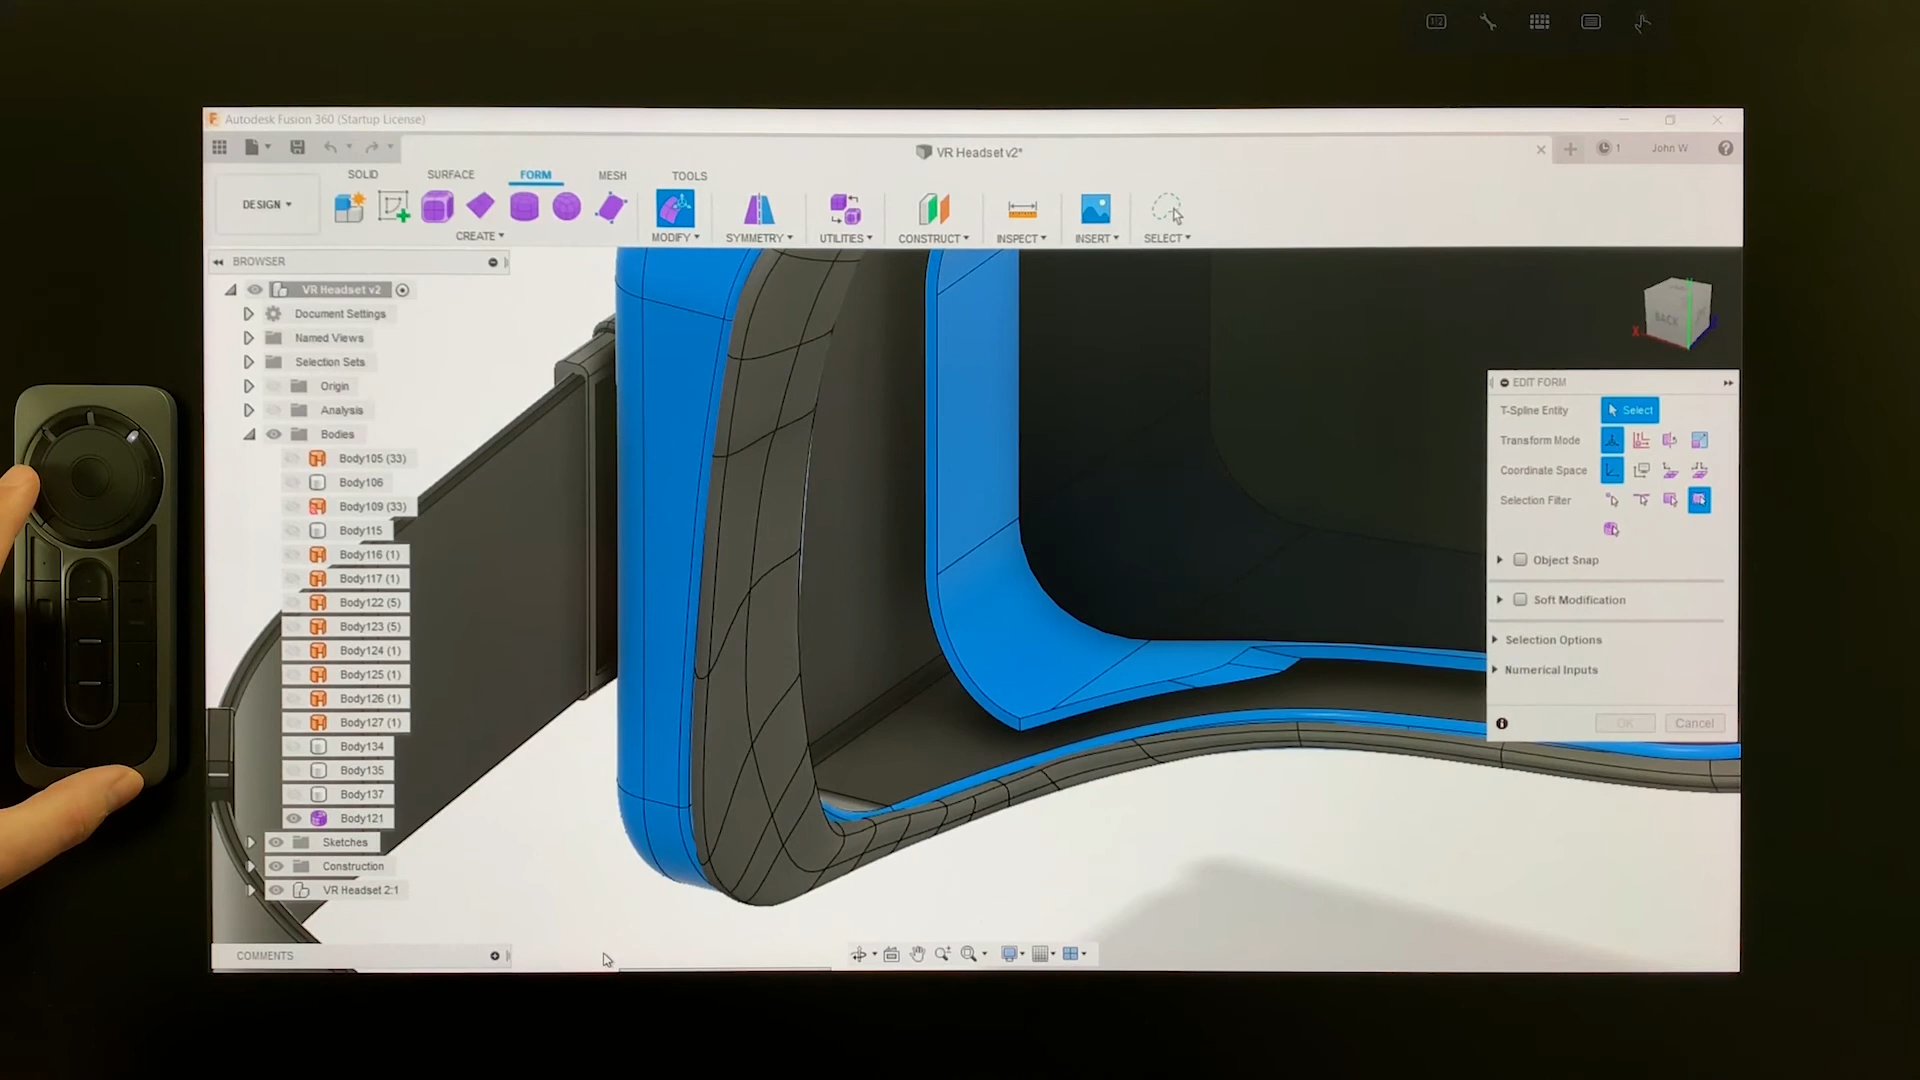 Autodesk Fusion 360 (Startup License)
VR Headset v2*
1
John W
SOLID
SURFACE
FORM
MESH
TOOLS
DESIGN
CREATE
MODIFY
SYMMETRY
UTILITIES
CONSTRUCT
INSPECT
INSERT
SELECT
BROWSER
VR Headset v2
Document Settings
Named Views
Selection Sets
Origin
Analysis
Bodies
Body105 (33)
Body106
Body109 (33)
Body115
Body116 (1)
Body117 (1)
Body122 (5)
Body123 (5)
Body124 (1)
Body125 (1)
Body126 (1)
Body127 (1)
Body134
Body135
Body137
Body121
Sketches
Construction
VR Headset 2:1
COMMENTS
BACK
X
EDIT FORM
T-Spline Entity
Select
Transform Mode
Coordinate Space
Selection Filter
Object Snap
Soft Modification
Selection Options
Numerical Inputs
OK
Cancel